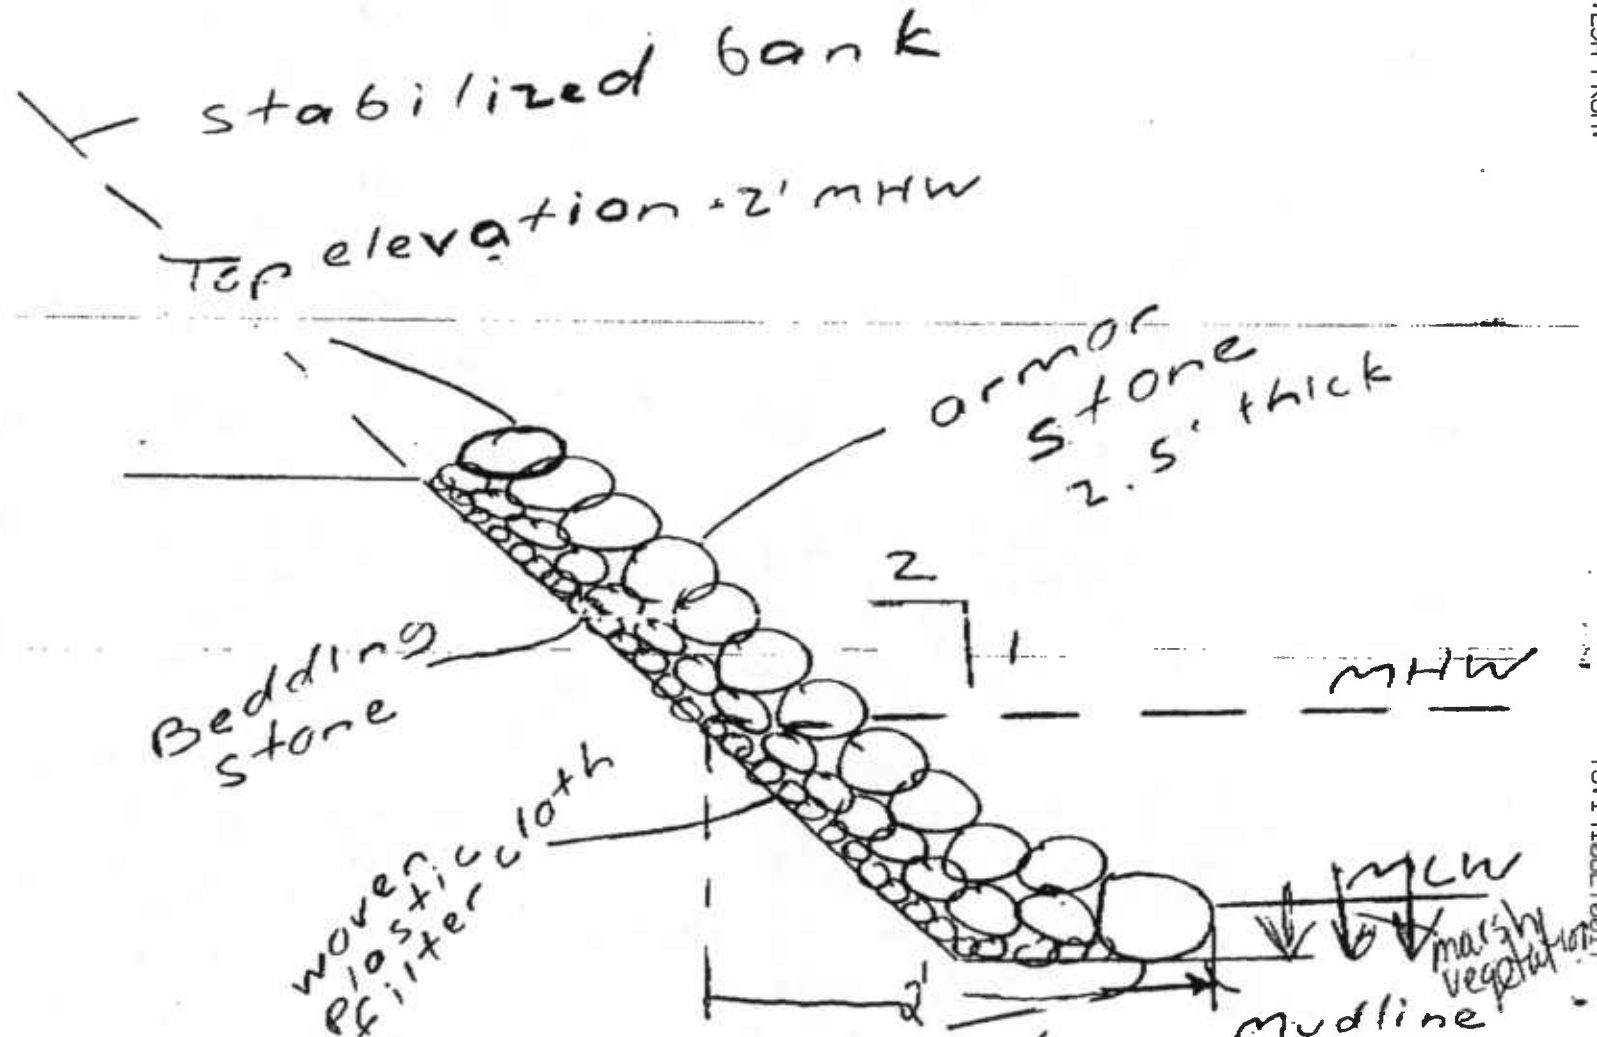 stabilized bank
Top elevation . 2' MHW
armor
stone
2.5' thick
2
1
MHW
Bedding
stone
woven
plastic cloth
filter
MLW
marsh
vegetation
2'
Mudline